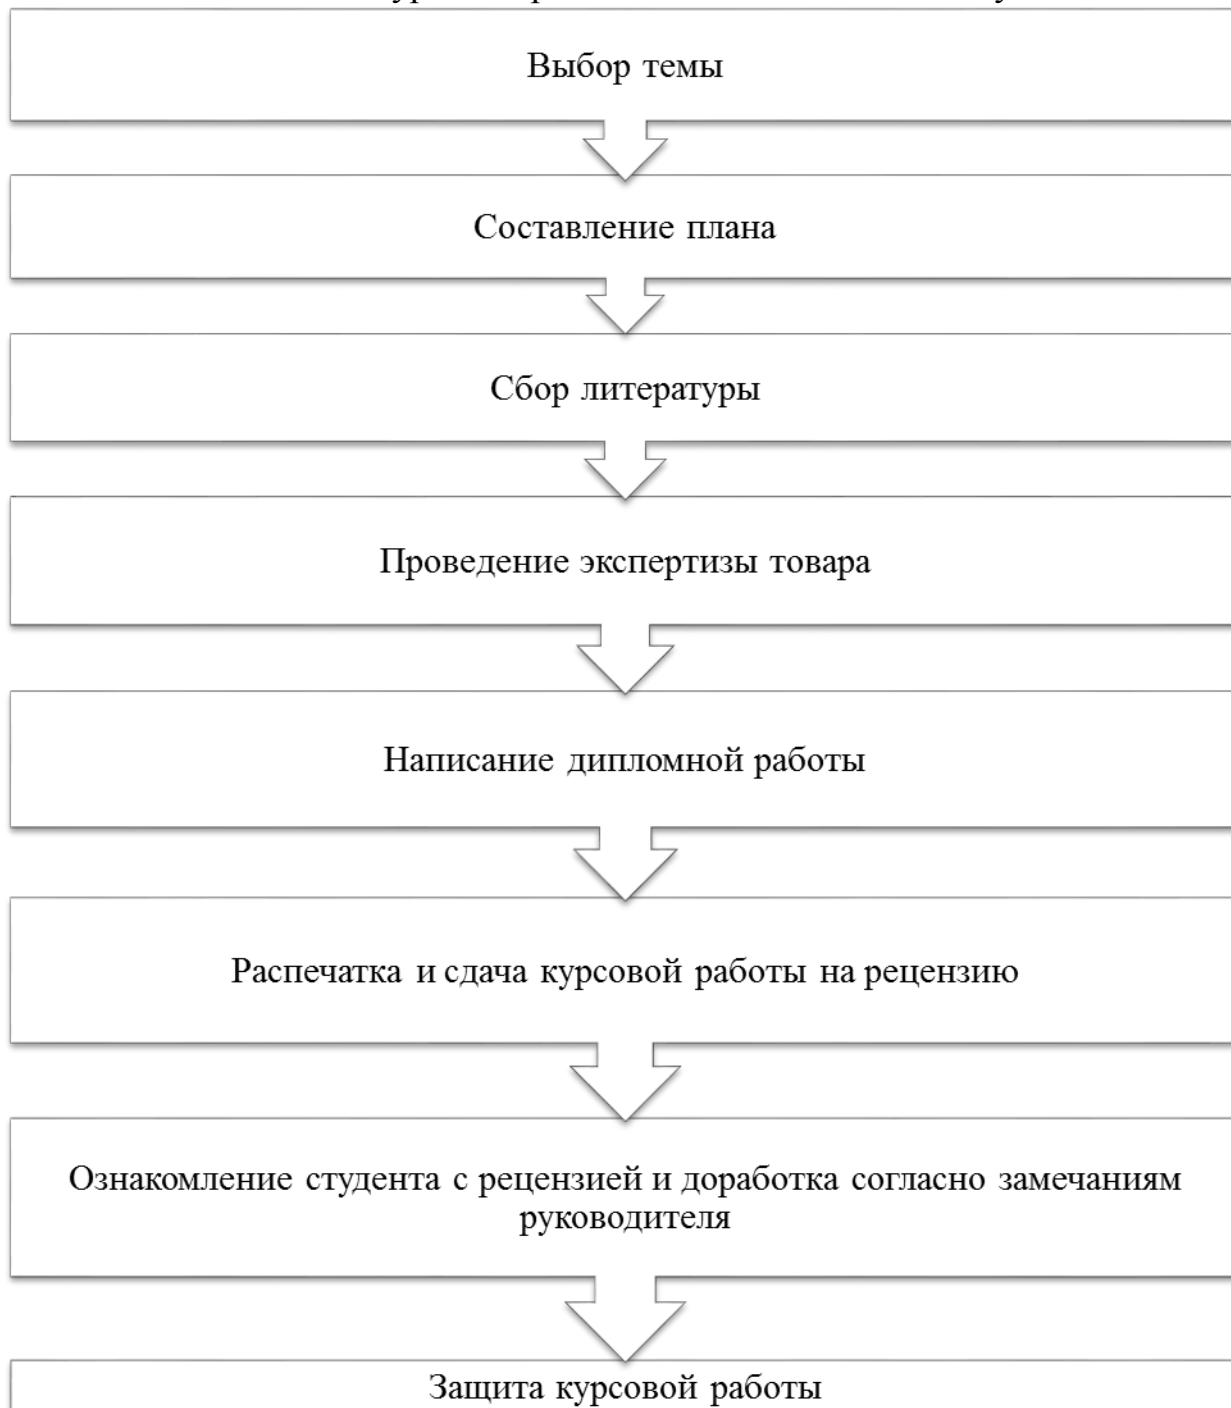 Выбор темы
Составление плана
Сбор литературы
Проведение экспертизы товара
Написание дипломной работы
Распечатка и сдача курсовой работы на рецензию
Ознакомление студента с рецензией и доработка согласно замечаниям
руководителя
Защита курсовой работы